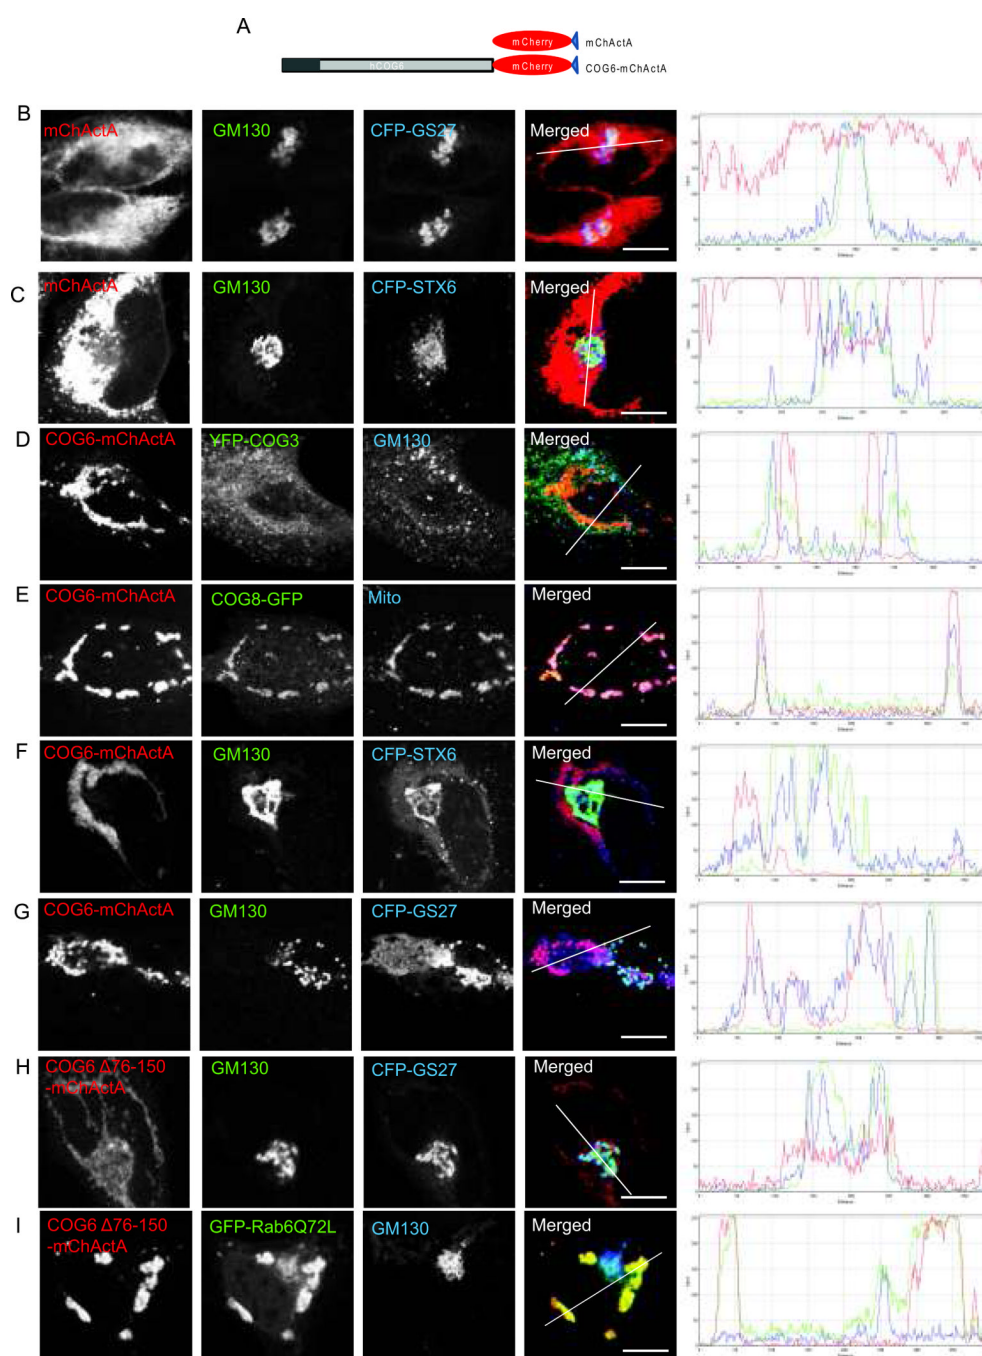 A
mCherry
mChActA
hCOG6
mCherry
COG6-mChActA
B
mChActA
GM130
CFP-GS27
Merged
C
mChActA
GM130
CFP-STX6
Merged
D
COG6-mChActA
YFP-COG3
GM130
Merged
E
COG6-mChActA
COG8-GFP
Mito
Merged
F
COG6-mChActA
GM130
CFP-STX6
Merged
G
COG6-mChActA
GM130
CFP-GS27
Merged
H
COG6 Δ76-150
-mChActA
GM130
CFP-GS27
Merged
I
COG6 Δ76-150
-mChActA
GFP-Rab6Q72L
GM130
Merged